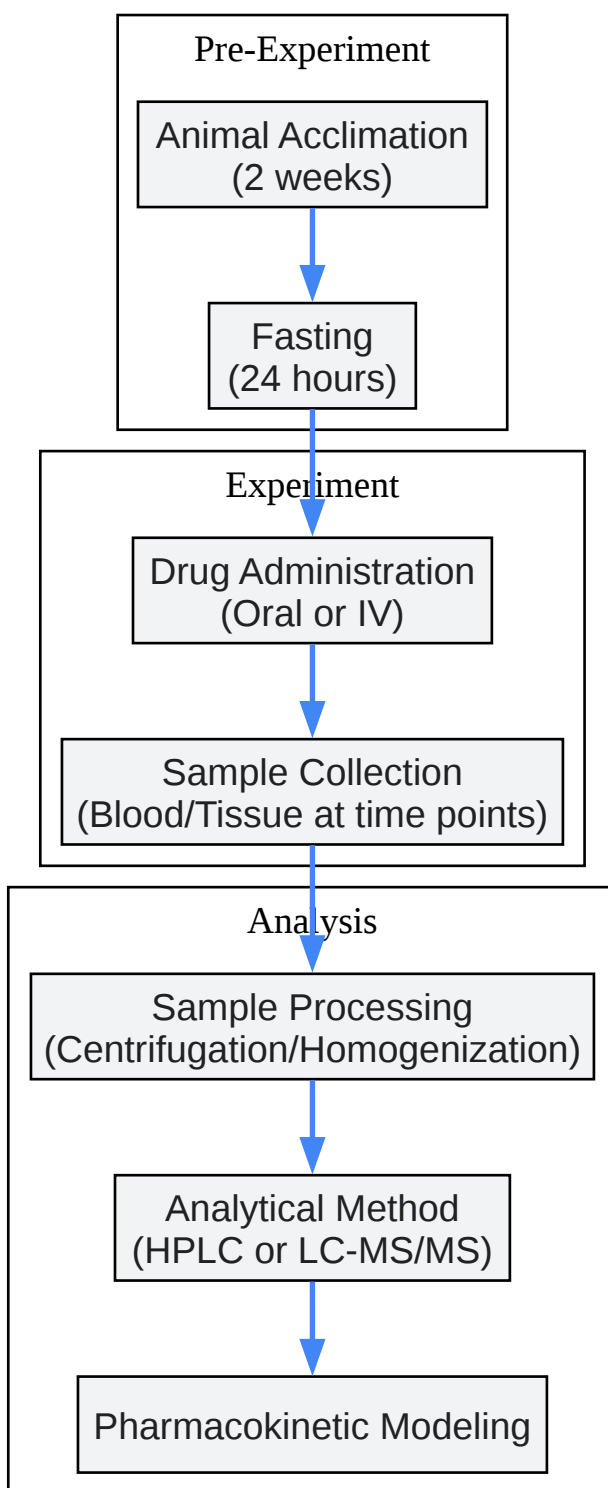 Pre-Experiment
Animal Acclimation
(2 weeks)
Fasting
(24 hours)
Experiment
Drug Administration
(Oral or IV)
Sample Collection
(Blood/Tissue at time points)
Analysis
Sample Processing
(Centrifugation/Homogenization)
Analytical Method
(HPLC or LC-MS/MS)
Pharmacokinetic Modeling